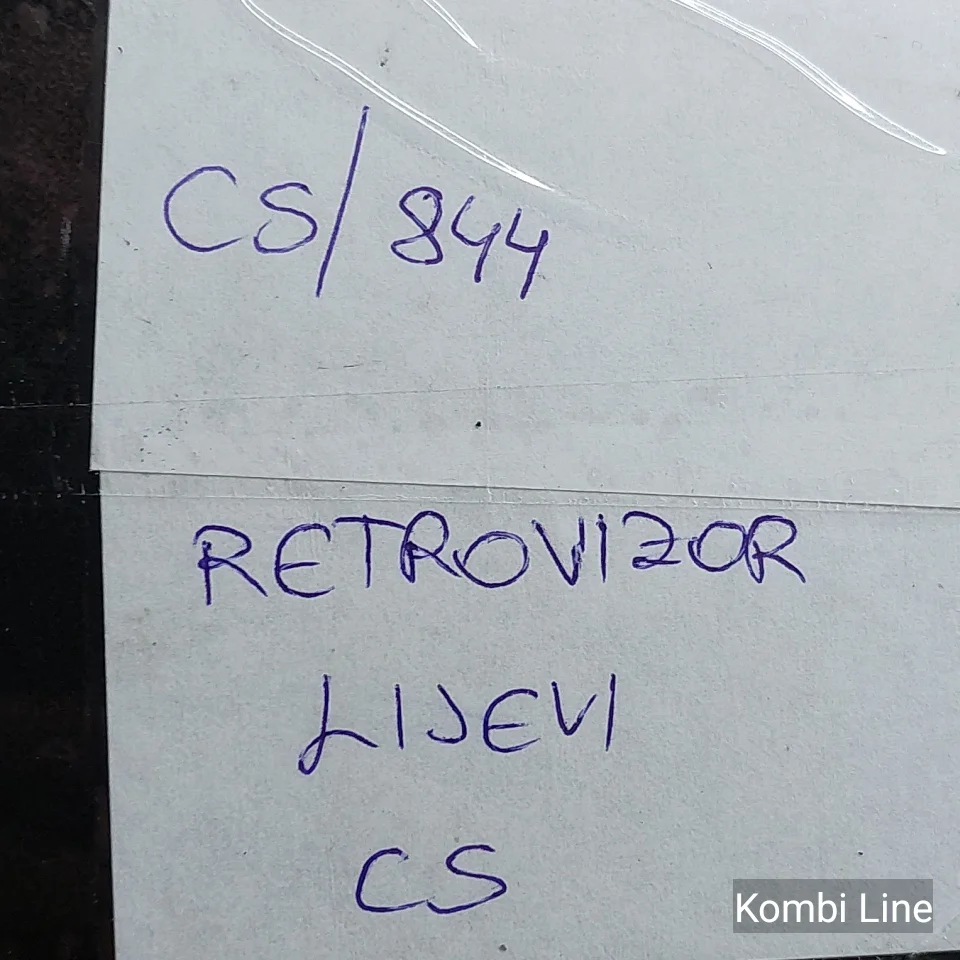 CS/844
RETROVIZOR
LIJEVI
CS
Kombi Line